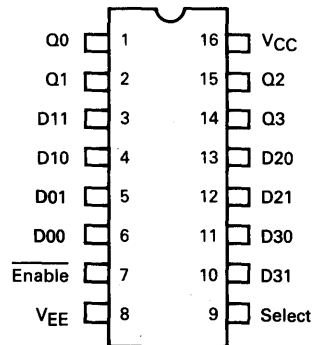 Q0 1 16 VCC
Q1 2 15 Q2
D11 3 14 Q3
D10 4 13 D20
D01 5 12 D21
D00 6 11 D30
Enable 7 10 D31
VEE 8 9 Select